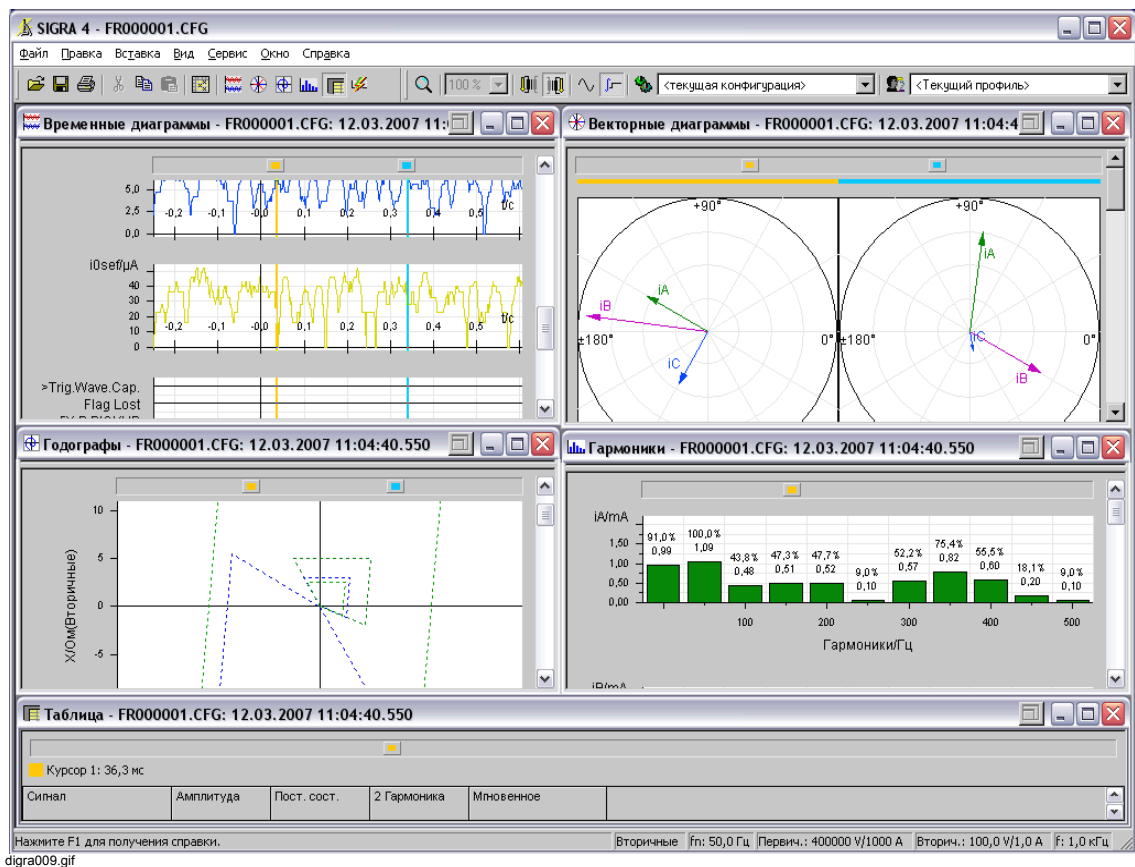 SIGRA 4 - FR000001.CFG
Файл Правка Вставка Вид Сервис Окно Справка
100 % <текущая конфигурация> <Текущий профиль>
Временные диаграммы - FR000001.CFG: 12.03.2007 11:
5,0
2,5
0,0
-0,2 -0,1 -0,0 0,1 0,2 0,3 0,4 0,5 t/c
i0sef/µA
40
30
20
10
0
-0,2 -0,1 -0,0 0,1 0,2 0,3 0,4 0,5 t/c
>Trig.Wave.Cap.
Flag Lost
Векторные диаграммы - FR000001.CFG: 12.03.2007 11:04:4
+90° +90°
iA iA
iB
±180° 0° ±180° 0°
iC iC
iB
Годографы - FR000001.CFG: 12.03.2007 11:04:40.550
X/Ом(Вторичные)
10
5
0
-5
Гармоники - FR000001.CFG: 12.03.2007 11:04:40.550
iA/mA
1,50
1,00
0,50
0,00
91,0% 100,0% 43,8% 47,3% 47,7% 9,0% 52,2% 75,4% 55,5% 18,1% 9,0%
0,99 1,09 0,48 0,51 0,52 0,10 0,57 0,82 0,60 0,20 0,10
100 200 300 400 500
Гармоники/Гц
iB/mA
Таблица - FR000001.CFG: 12.03.2007 11:04:40.550
Курсор 1: 36,3 мс
Сигнал Амплитуда Пост. сост. 2 Гармоника Мгновенное
Нажмите F1 для получения справки. Вторичные fn: 50,0 Гц Первич.: 400000 V/1000 A Вторич.: 100,0 V/1,0 A f: 1,0 кГц
digra009.gif